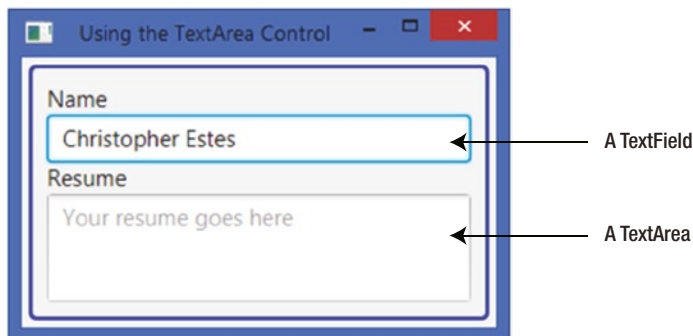 Using the TextArea Control
Name
Christopher Estes
A TextField
Resume
Your resume goes here
A TextArea